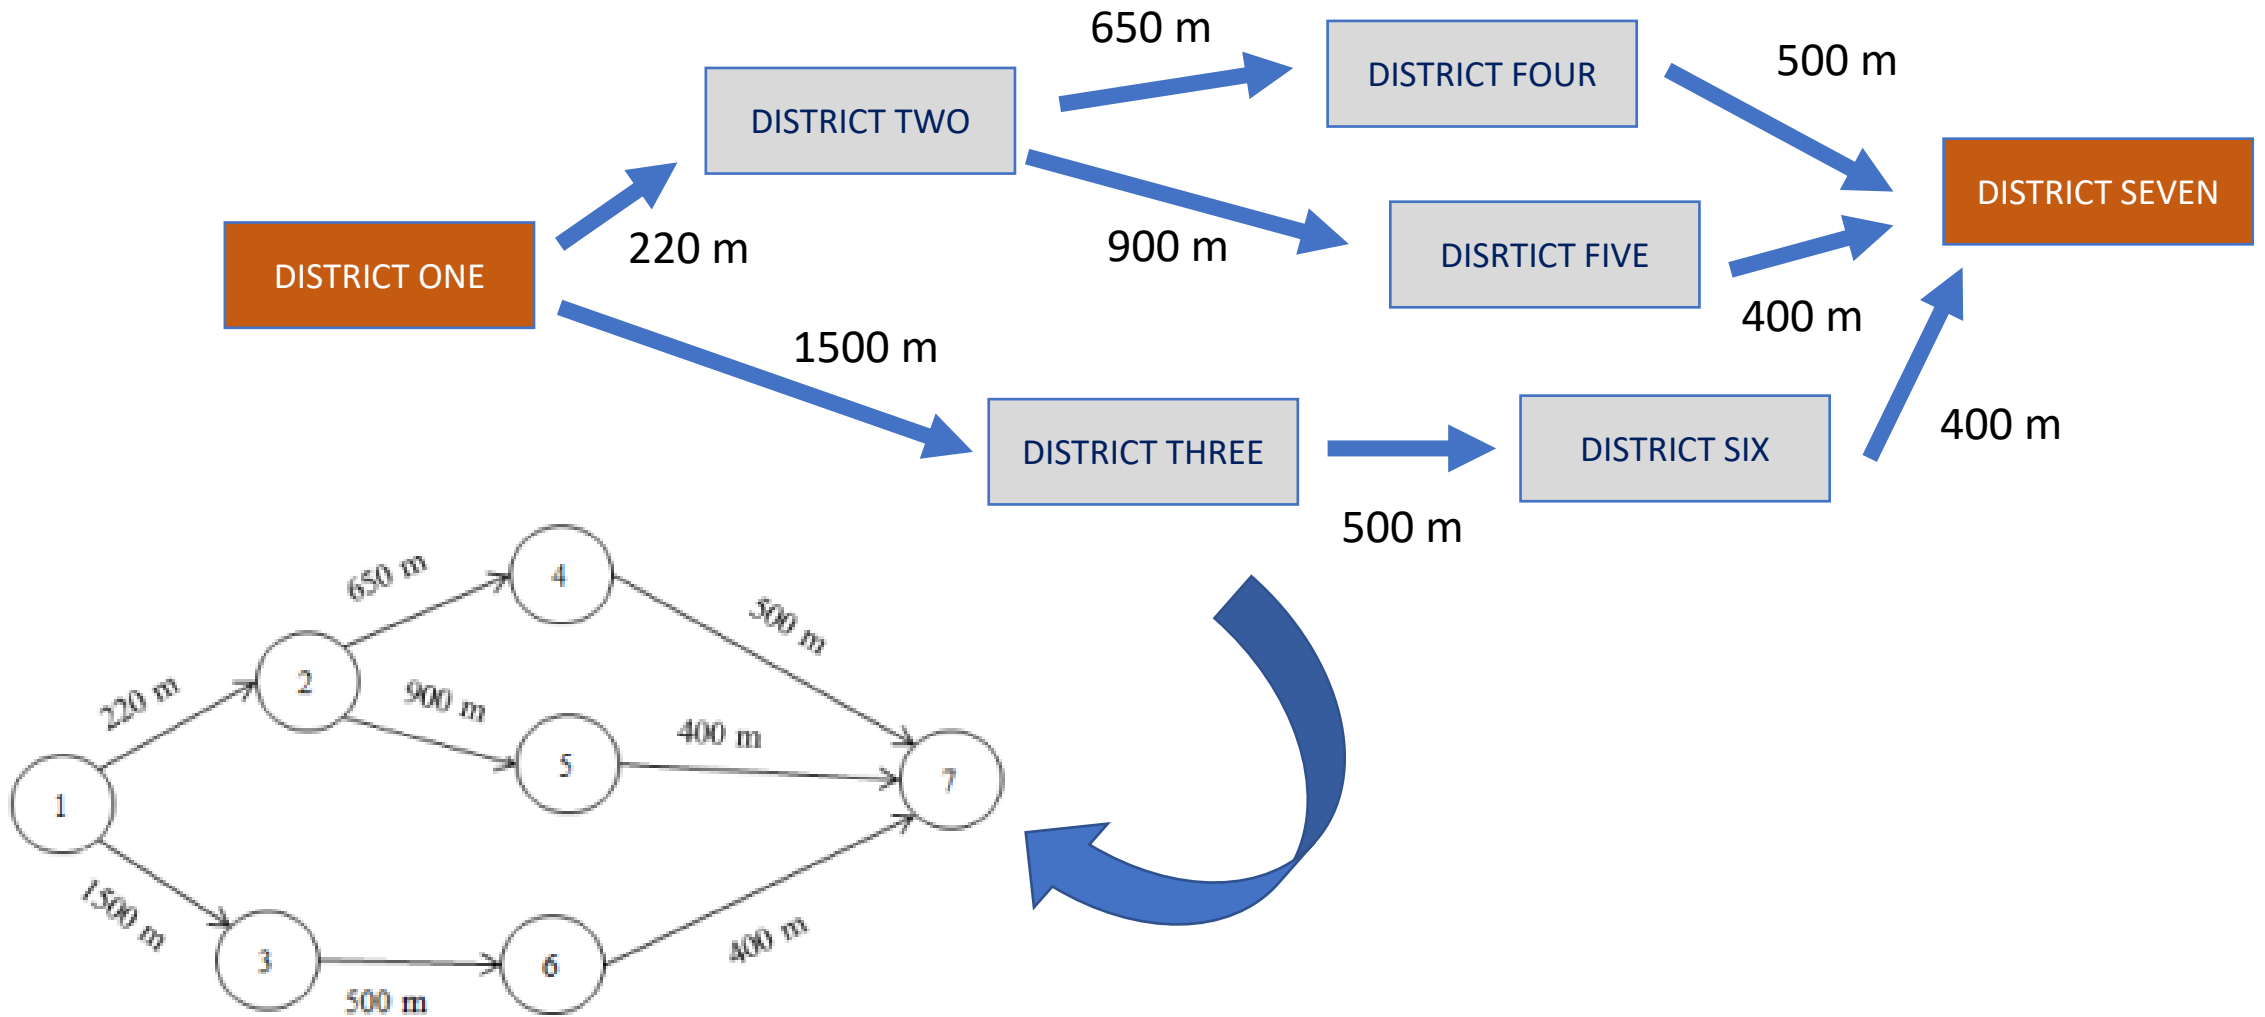 650 m
DISTRICT FOUR
500 m
DISTRICT TWO
DISTRICT SEVEN
220 m
900 m
DISRTICT FIVE
DISTRICT ONE
400 m
1500 m
400 m
DISTRICT THREE
DISTRICT SIX
500 m
650 m
4
500 m
220 m
2
900 m
400 m
5
7
1
1500 m
3
6
400 m
500 m